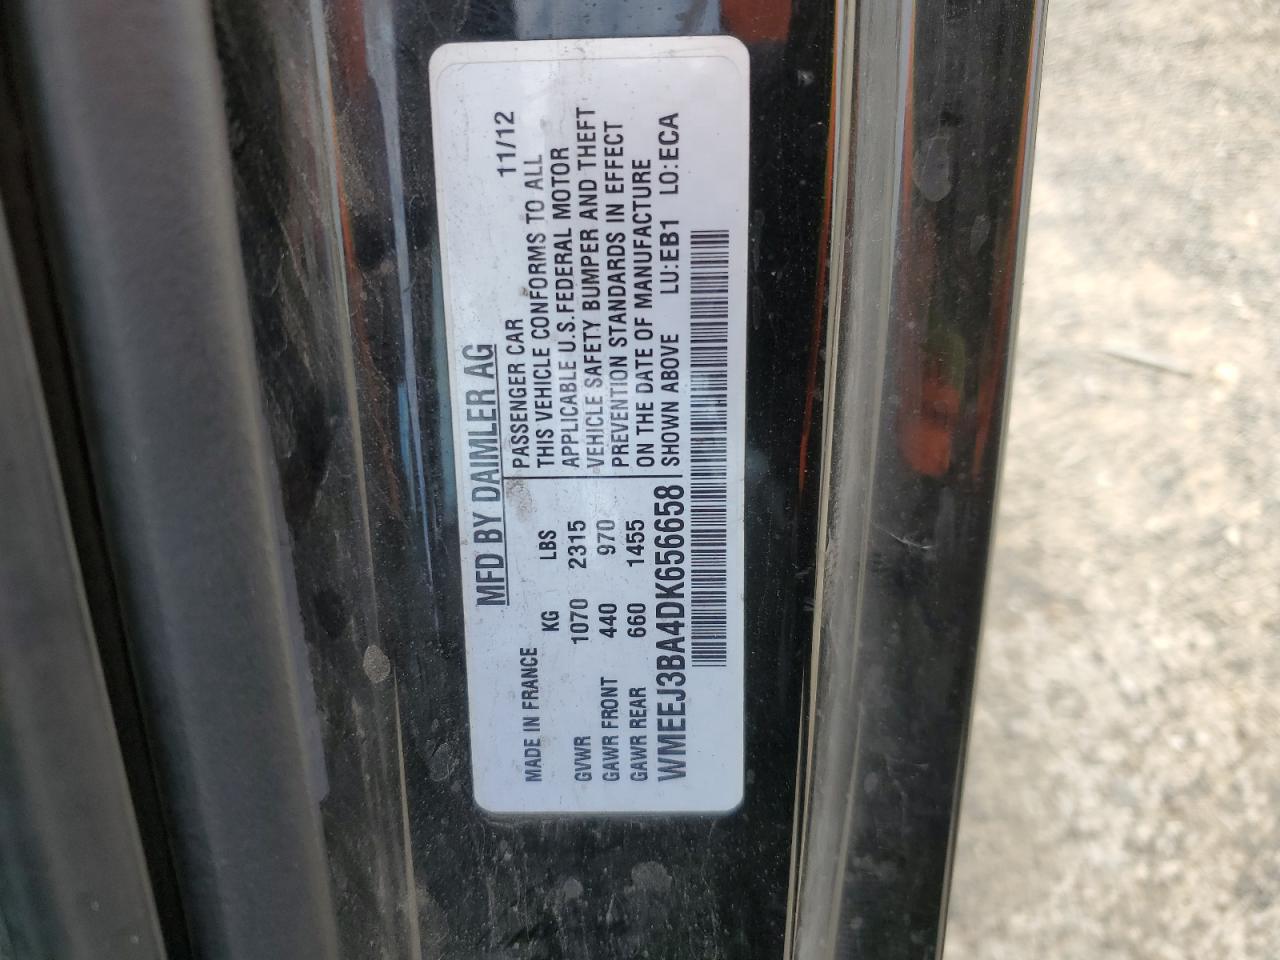 MFD BY DAIMLER AG 11/12
MADE IN FRANCE
KG LBS
GVWR 1070 2315
GAWR FRONT 440 970
GAWR REAR 660 1455
PASSENGER CAR
THIS VEHICLE CONFORMS TO ALL
APPLICABLE U.S. FEDERAL MOTOR
VEHICLE SAFETY BUMPER AND THEFT
PREVENTION STANDARDS IN EFFECT
ON THE DATE OF MANUFACTURE
SHOWN ABOVE LU:EB1 LO:ECA
WMEEJ3BA4DK656658